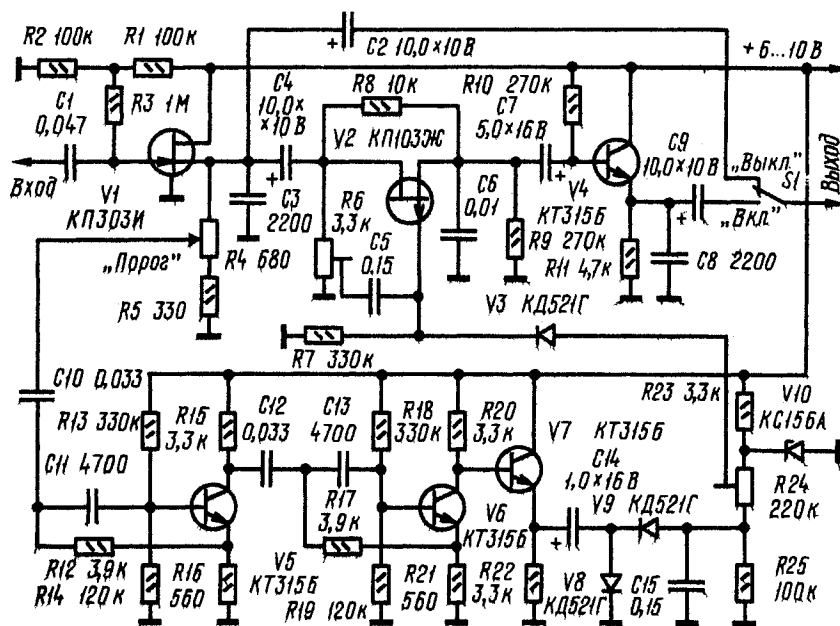 R2 100к R1 100к
C2 10,0×10В
+6...10В
C1
0,047
R3 1М
C4
10,0×
×10В
R8 10к
R10 270к
C7
5,0×16В
C9
10,0×10В
„Выкл."
S1
Выход
Вход
V1
КП303И
V2 КП103Ж
C3
2200
R6
3,3к
C5
0,15
C6
0,01
V4
КТ315Б
R9 270к
R11 4,7к
„Вкл."
C8 2200
„Порог"
R4 680
R5 330
V3 КД521Г
R7 330к
C10 0,033
R13 330к
R15
3,3к
C12
0,033
C13
4700
R18
330к
R20
3,3к
V7 КТ315Б
R23 3,3к
V10
КС156А
C11 4700
R17
3,9к
V6
КТ315Б
C14
1,0×16В
V9 КД521Г
R24
220к
R12 3,9к
R14 120к
R16
560
V5
КТ315Б
R19 120к
R21
560
R22
3,3к
V8
КД521Г
C15
0,15
R25
100к